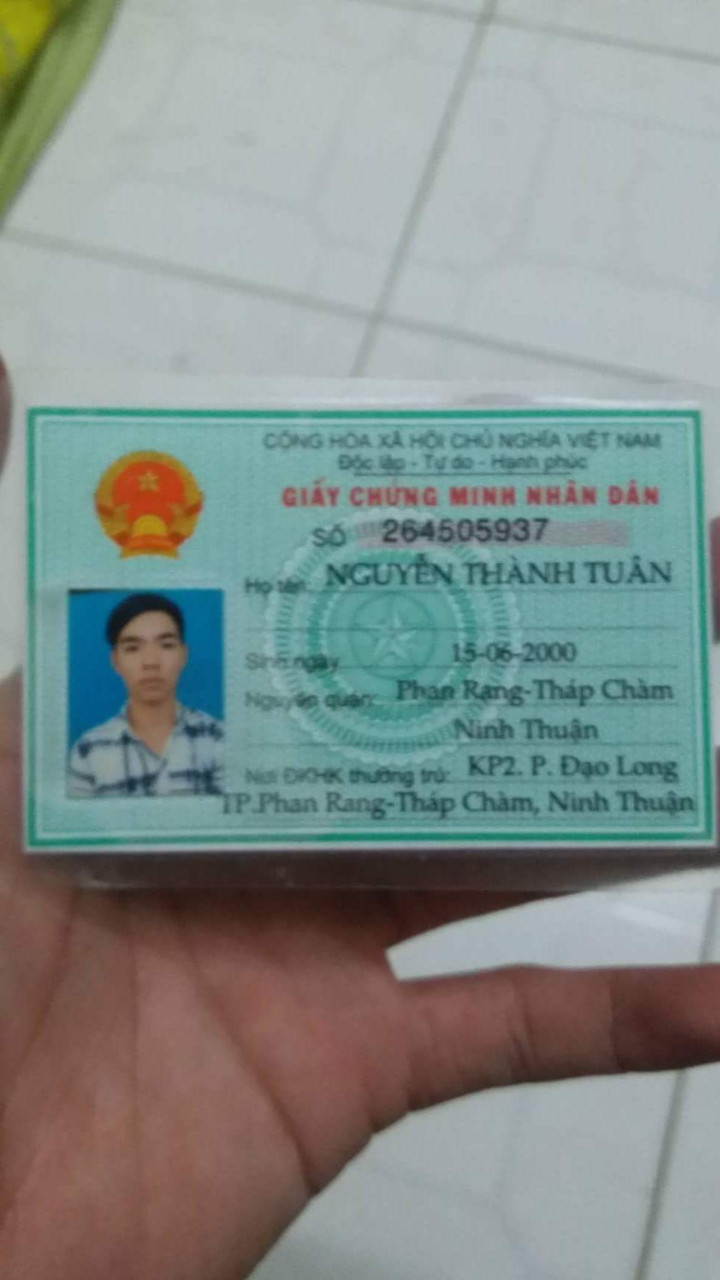 CỘNG HÒA XÃ HỘI CHỦ NGHĨA VIỆT NAM
Độc lập - Tự do - Hạnh phúc
GIẤY CHỨNG MINH NHÂN DÂN
SỐ 264505937
Họ tên: NGUYỄN THÀNH TUÂN
Sinh ngày 15-06-2000
Nguyên quán: Phan Rang-Tháp Chàm
Ninh Thuận
Nơi ĐKHK thường trú: KP2. P. Đạo Long
TP.Phan Rang-Tháp Chàm, Ninh Thuận